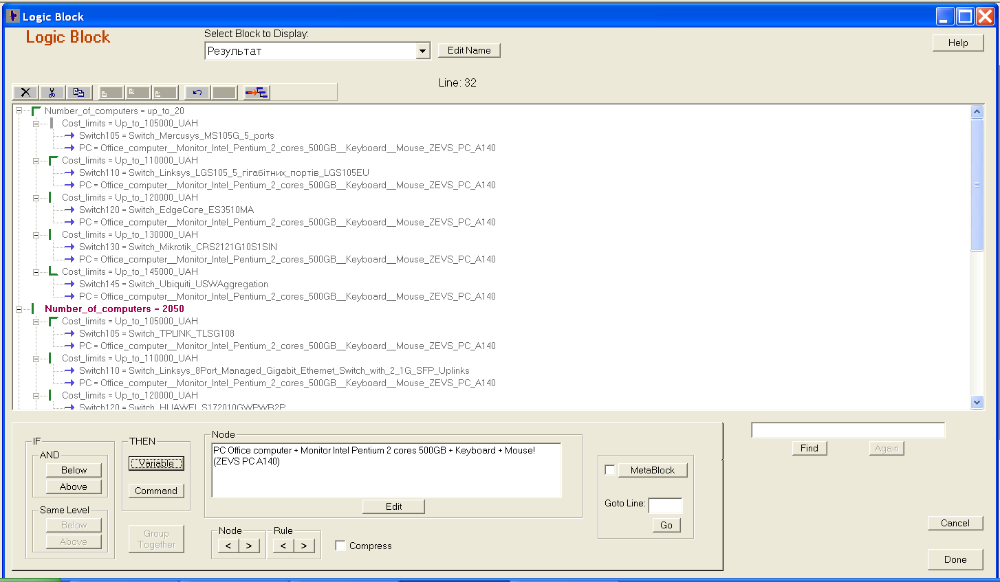 Logic Block
Logic Block
Select Block to Display:
Результат
Edit Name
Help
Line: 32
Number_of_computers = up_to_20
Cost_limits = Up_to_105000_UAH
Switch105 = Switch_Mercusys_MS105G_5_ports
PC = Office_computer__Monitor_Intel_Pentium_2_cores_500GB__Keyboard__Mouse_ZEVS_PC_A140
Cost_limits = Up_to_110000_UAH
Switch110 = Switch_Linksys_LGS105_5_гігабітних_портів_LGS105EU
PC = Office_computer__Monitor_Intel_Pentium_2_cores_500GB__Keyboard__Mouse_ZEVS_PC_A140
Cost_limits = Up_to_120000_UAH
Switch120 = Switch_EdgeCore_ES3510MA
PC = Office_computer__Monitor_Intel_Pentium_2_cores_500GB__Keyboard__Mouse_ZEVS_PC_A140
Cost_limits = Up_to_130000_UAH
Switch130 = Switch_Mikrotik_CRS2121G10S1SIN
PC = Office_computer__Monitor_Intel_Pentium_2_cores_500GB__Keyboard__Mouse_ZEVS_PC_A140
Cost_limits = Up_to_145000_UAH
Switch145 = Switch_Ubiquiti_USWAggregation
PC = Office_computer__Monitor_Intel_Pentium_2_cores_500GB__Keyboard__Mouse_ZEVS_PC_A140
Number_of_computers = 2050
Cost_limits = Up_to_105000_UAH
Switch105 = Switch_TPLINK_TLSG108
PC = Office_computer__Monitor_Intel_Pentium_2_cores_500GB__Keyboard__Mouse_ZEVS_PC_A140
Cost_limits = Up_to_110000_UAH
Switch110 = Switch_Linksys_8Port_Managed_Gigabit_Ethernet_Switch_with_2_1G_SFP_Uplinks
PC = Office_computer__Monitor_Intel_Pentium_2_cores_500GB__Keyboard__Mouse_ZEVS_PC_A140
Cost_limits = Up_to_120000_UAH
Switch120 = Switch_HUAWEI_S172010GWPWR2P
IF
AND
Below
Above
Same Level
Below
Above
THEN
Variable
Command
Group
Together
Node
PC Office computer + Monitor Intel Pentium 2 cores 500GB + Keyboard + Mouse!
(ZEVS PC A140)
Edit
Node
< >
Rule
< >
Compress
MetaBlock
Goto Line:
Go
Find
Again
Cancel
Done